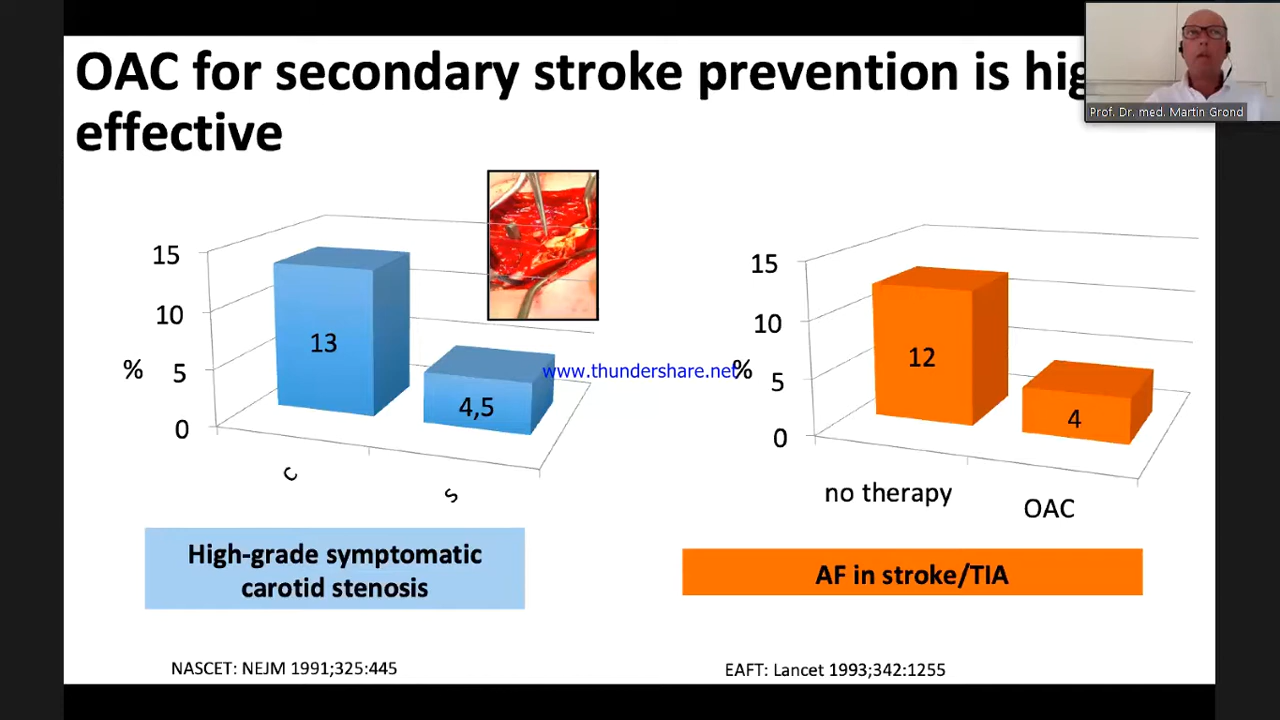 OAC for secondary stroke prevention is hig
effective
Prof. Dr. med. Martin Grond
15
10
%
5
0
13
4,5
C
S
High-grade symptomatic
carotid stenosis
NASCET: NEJM 1991;325:445
www.thundershare.net
15
10
%
5
0
12
4
no therapy
OAC
AF in stroke/TIA
EAFT: Lancet 1993;342:1255